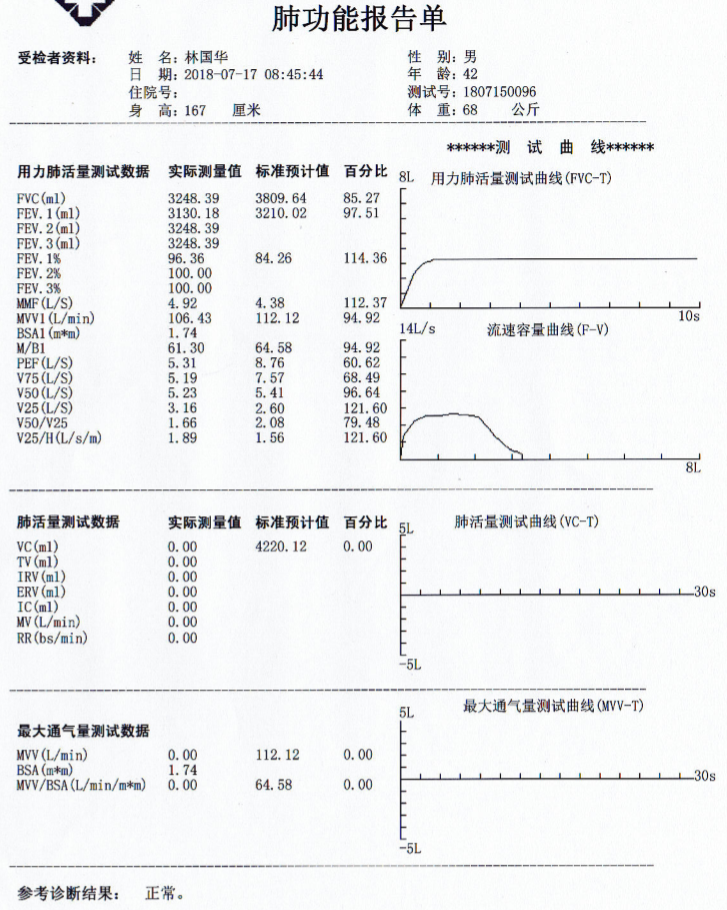 肺功能报告单
受检者资料： 姓 名：林国华 性 别：男
日 期：2018-07-17 08:45:44 年 龄：42
住院号： 测试号：1807150096
身 高：167 厘米 体 重：68 公斤
******测 试 曲 线******
用力肺活量测试数据 实际测量值 标准预计值 百分比
FVC(ml) 3248.39 3809.64 85.27
FEV.1(ml) 3130.18 3210.02 97.51
FEV.2(ml) 3248.39
FEV.3(ml) 3248.39
FEV.1% 96.36 84.26 114.36
FEV.2% 100.00
FEV.3% 100.00
MMF(L/S) 4.92 4.38 112.37
MVV1(L/min) 106.43 112.12 94.92
BSA1(m*m) 1.74
M/B1 61.30 64.58 94.92
PEF(L/S) 5.31 8.76 60.62
V75(L/S) 5.19 7.57 68.49
V50(L/S) 5.23 5.41 96.64
V25(L/S) 3.16 2.60 121.60
V50/V25 1.66 2.08 79.48
V25/H(L/s/m) 1.89 1.56 121.60
8L 用力肺活量测试曲线(FVC-T)
10s
14L/s 流速容量曲线(F-V)
8L
肺活量测试数据 实际测量值 标准预计值 百分比
VC(ml) 0.00 4220.12 0.00
TV(ml) 0.00
IRV(ml) 0.00
ERV(ml) 0.00
IC(ml) 0.00
MV(L/min) 0.00
RR(bs/min) 0.00
5L 肺活量测试曲线(VC-T)
30s
-5L
最大通气量测试数据
MVV(L/min) 0.00 112.12 0.00
BSA(m*m) 1.74
MVV/BSA(L/min/m*m) 0.00 64.58 0.00
5L 最大通气量测试曲线(MVV-T)
30s
-5L
参考诊断结果： 正常。